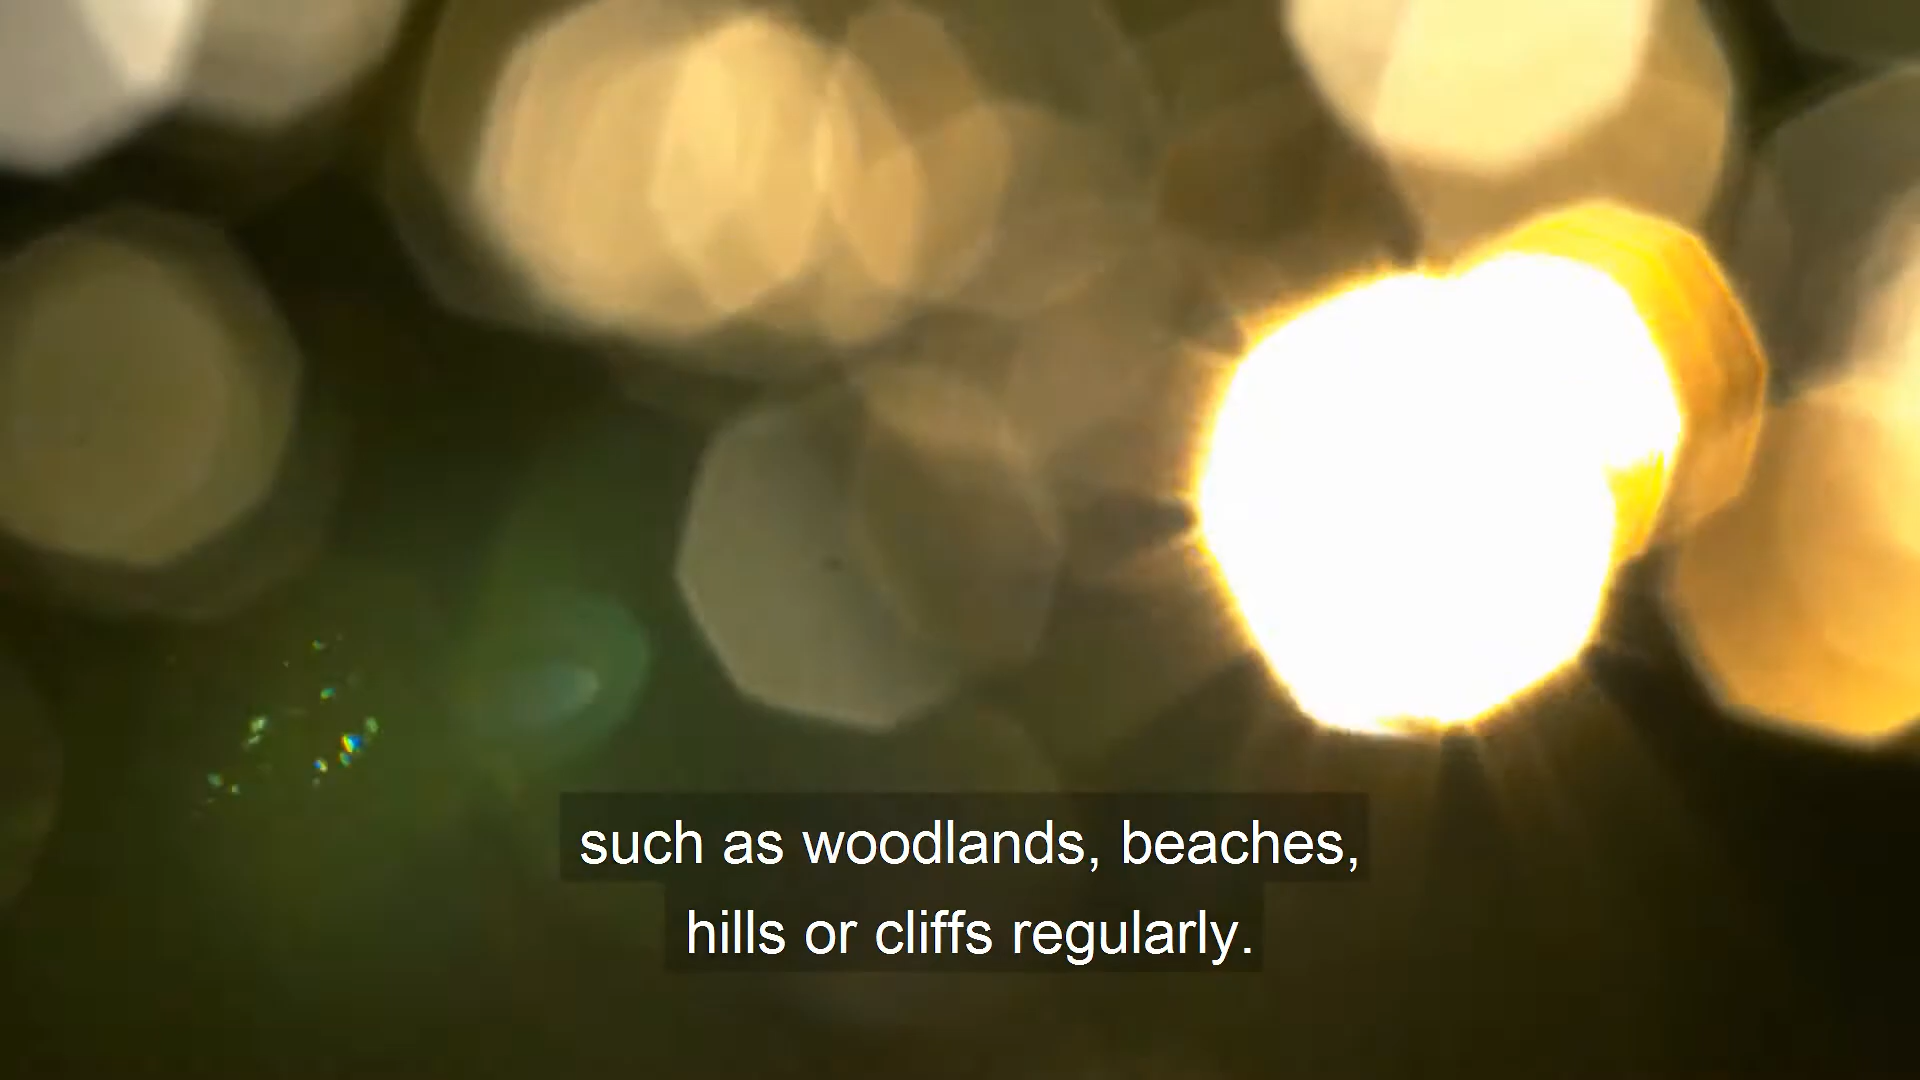 such as woodlands, beaches,
hills or cliffs regularly.